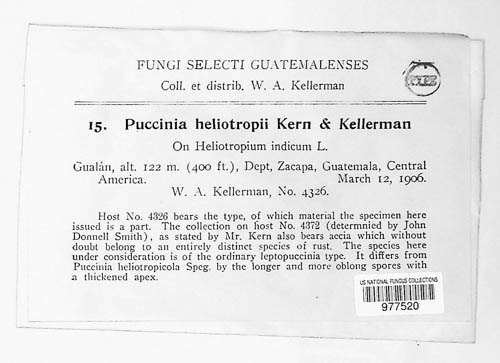 FUNGI SELECTI GUATEMALENSES
Coll. et distrib. W. A. Kellerman
TYPE
15. Puccinia heliotropii Kern & Kellerman
On Heliotropium indicum L.
Gualán, alt. 122 m. (400 ft.), Dept, Zacapa, Guatemala, Central
America. March 12, 1906.
W. A. Kellerman, No. 4326.
Host No. 4326 bears the type, of which material the specimen here
issued is a part. The collection on host No. 4372 (determnied by John
Donnell Smith), as stated by Mr. Kern also bears accia which without
doubt belong to an entirely distinct species of rust. The species here
under consideration is of the ordinary leptopuccinia type. It differs from
Puccinia heliotropicola Speg. by the longer and more oblong spores with
a thickened apex.
US NATIONAL FUNGUS COLLECTIONS
977520